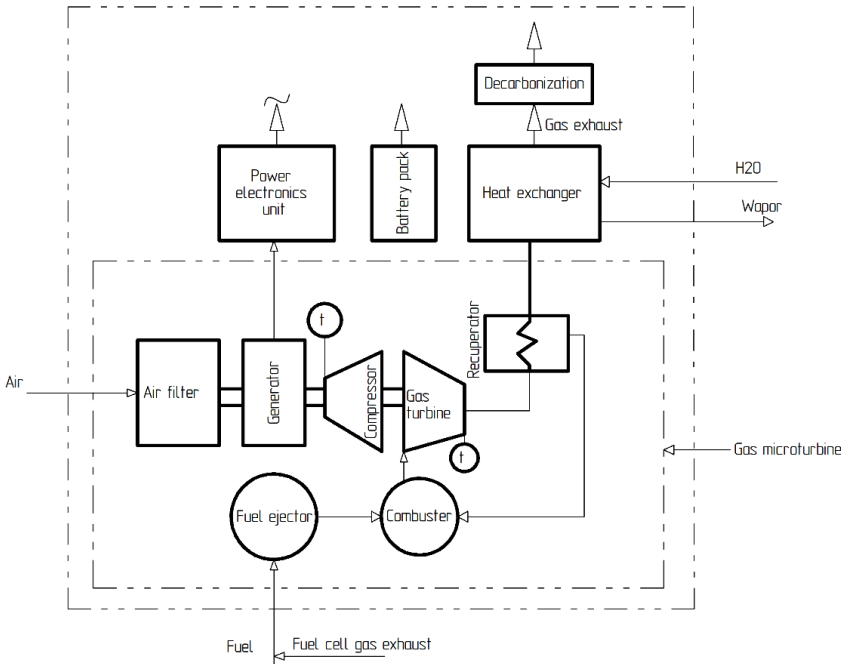 Decarbonization
Gas exhaust
Power
electronics
unit
Battery pack
Heat exchanger
H2O
Wapor
Recuperator
t
Air
Air filter
Generator
Compressor
Gas
turbine
t
Gas microturbine
Fuel ejector
Combuster
Fuel
Fuel cell gas exhaust